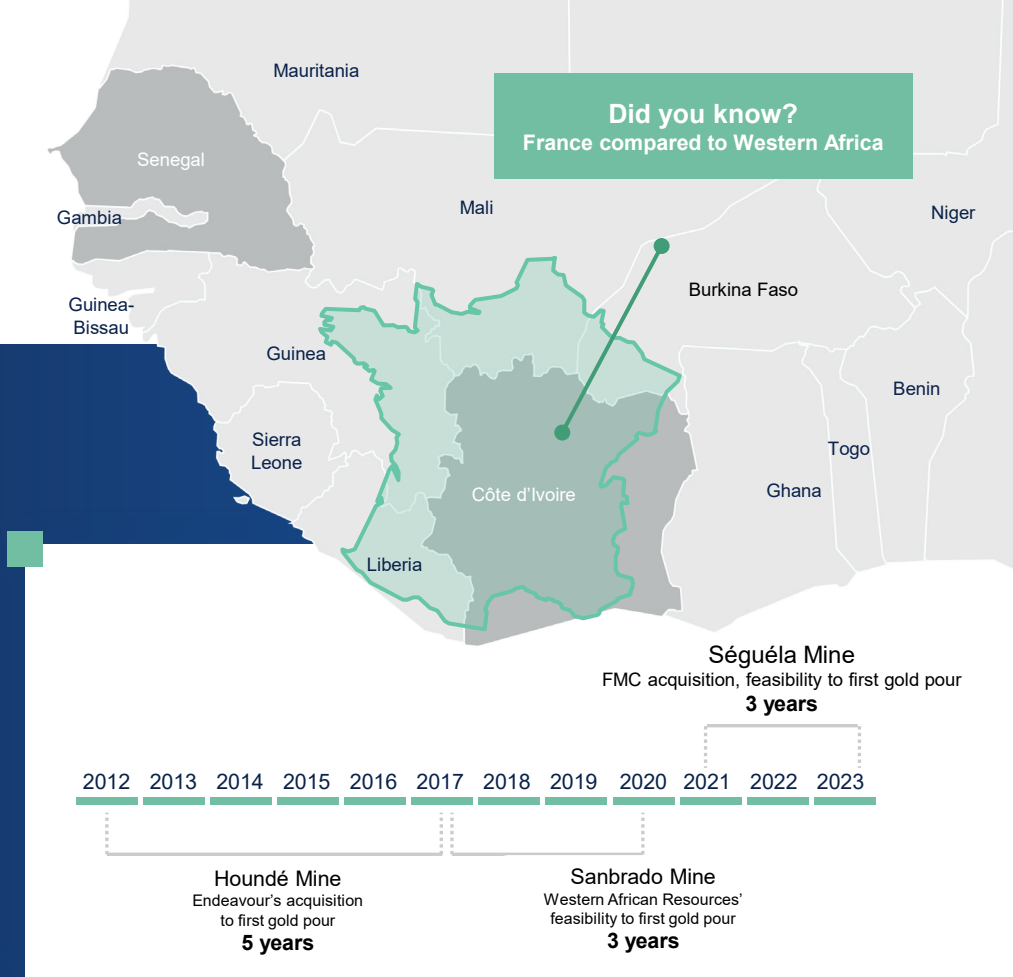 Mauritania
Did you know?
France compared to Western Africa
Senegal
Mali
Niger
Gambia
Burkina Faso
Guinea-
Bissau
Guinea
Benin
Sierra
Leone
Togo
Ghana
Côte d'Ivoire
Liberia
Séguéla Mine
FMC acquisition, feasibility to first gold pour
3 years
2012 2013 2014 2015 2016 2017 2018 2019 2020 2021 2022 2023
Houndé Mine
Endeavour's acquisition
to first gold pour
5 years
Sanbrado Mine
Western African Resources'
feasibility to first gold pour
3 years